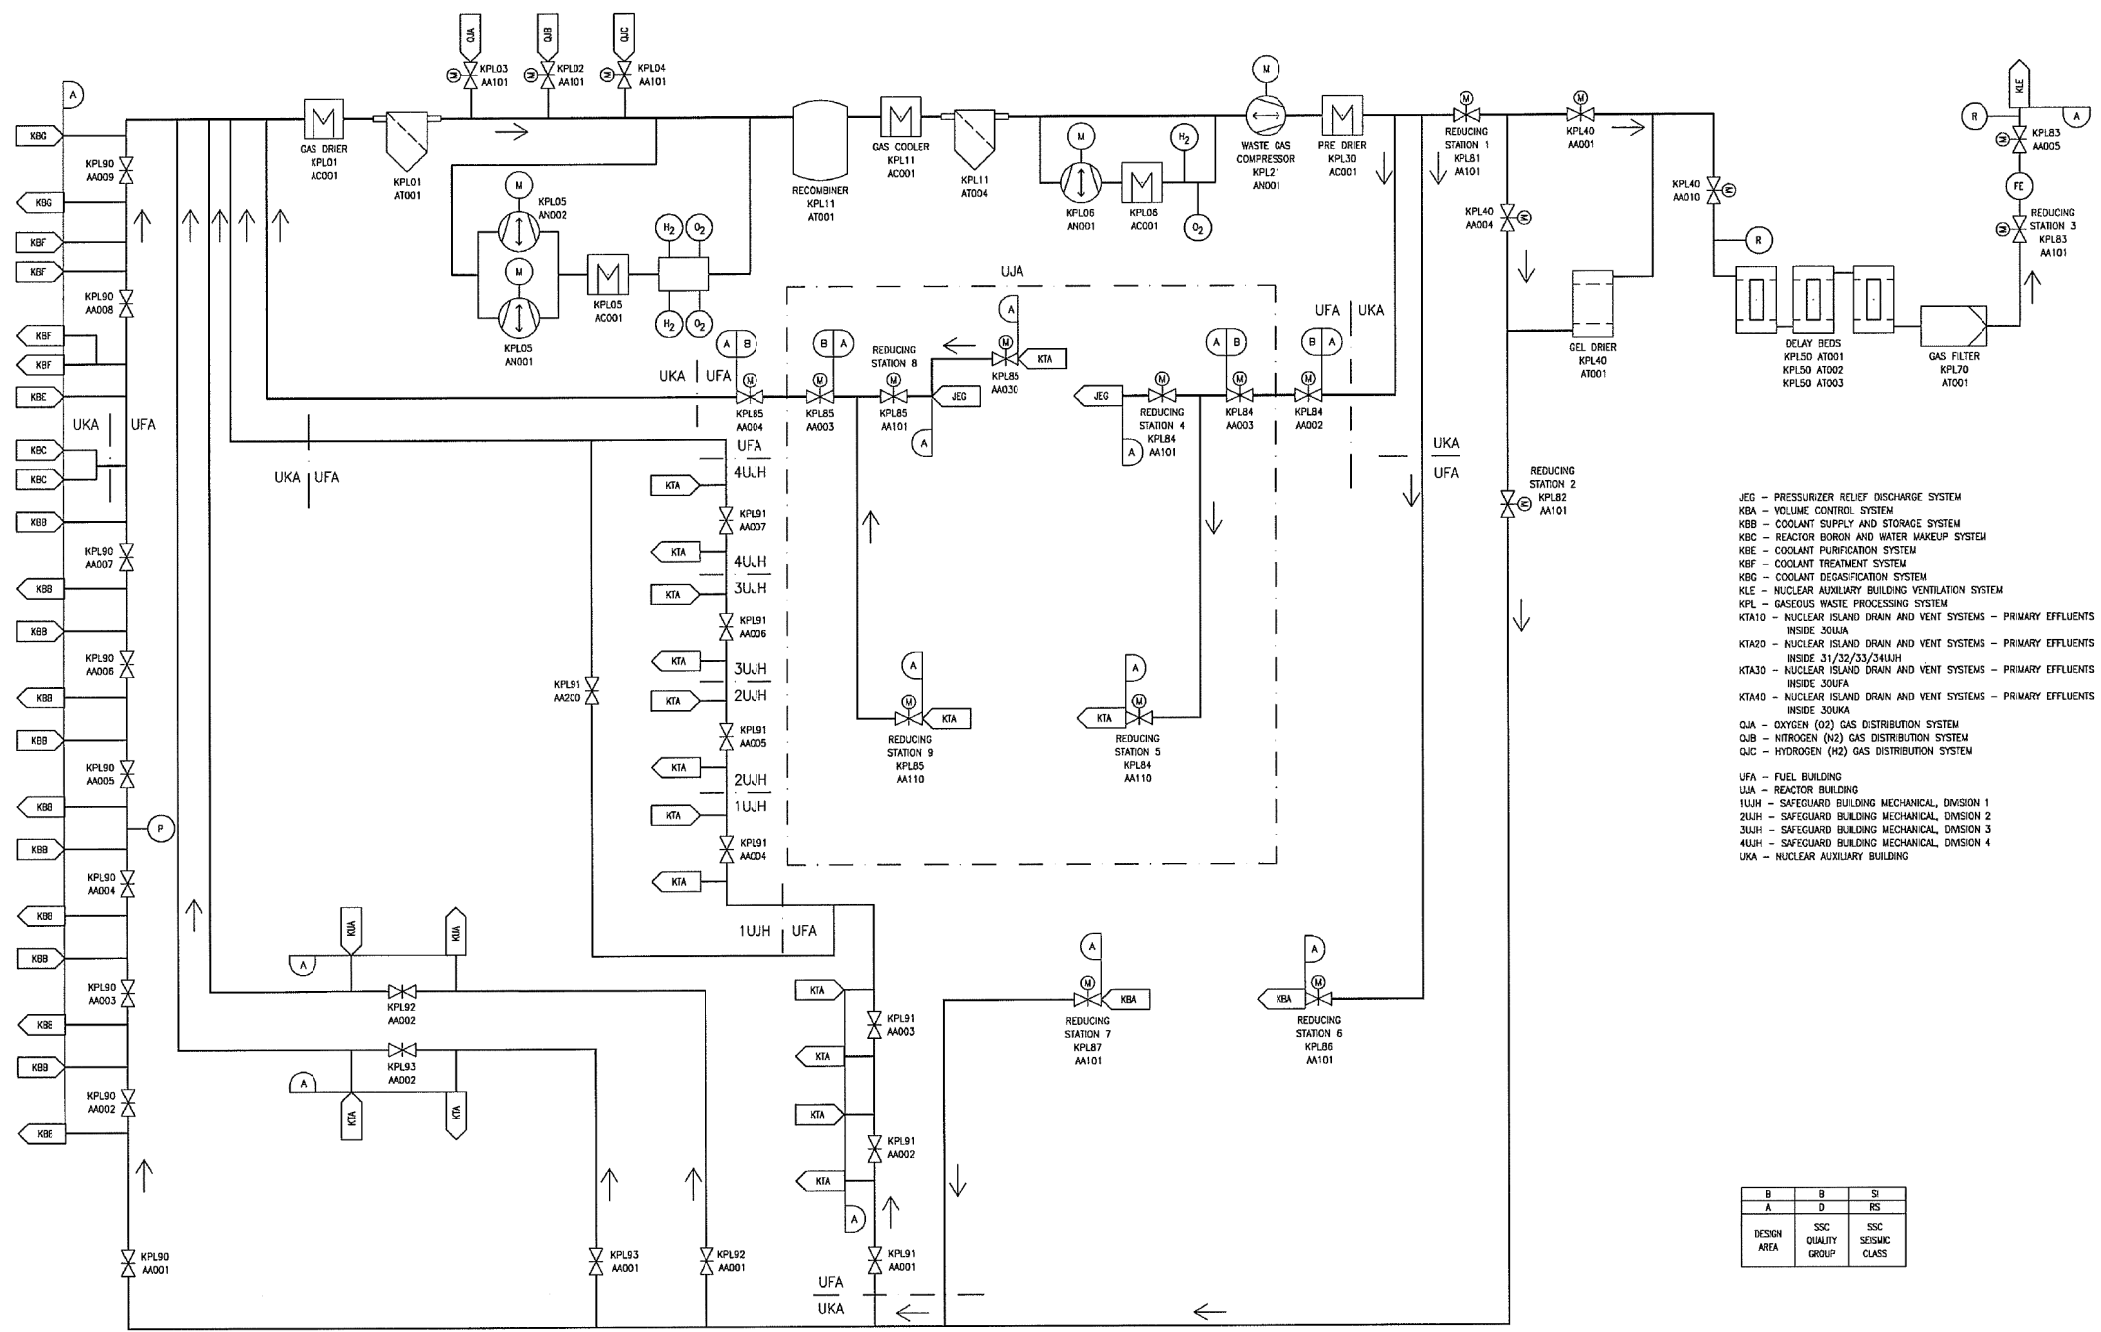 QJA
QJB
QJC
M
KPL03
AA101
M
KPL02
AA101
M
KPL04
AA101
A
KBG
KPL90
AA009
KBG
KBF
KBF
KPL90
AA008
KBF
KBF
KBE
UKA
UFA
KBC
KBC
KBB
KPL90
AA007
KBB
KBB
KPL90
AA006
KBB
KBB
KPL90
AA005
KBB
P
KBB
KPL90
AA004
KBB
KBB
KPL90
AA003
KBB
KPL90
AA002
KPL90
AA001
GAS DRIER
KPL01
AC001
KPL01
AT001
M
KPL05
AN002
M
KPL05
AN001
KPL05
AC001
H2
O2
H2
O2
RECOMBINER
KPL11
AT001
GAS COOLER
KPL11
AC001
KPL11
AT004
M
KPL06
AN001
KPL06
AC001
H2
O2
M
WASTE GAS
COMPRESSOR
AN001
PRE DRIER
KPL30
AC001
M
REDUCING
STATION 1
KPL81
AA101
M
KPL40
AA001
KPL40
AA004
M
KPL40
AA010
M
R
GEL DRIER
KPL40
AT001
DELAY BEDS
KPL50 AT001
KPL50 AT002
KPL50 AT003
GAS FILTER
KPL70
AT001
KLE
R
A
M
KPL83
AA005
FE
M
REDUCING
STATION 3
KPL83
AA101
UJA
UKA
UFA
A
B
M
KPL85
AA004
B
A
M
KPL85
AA003
REDUCING
STATION 8
M
KPL85
AA101
A
M
KPL85
AA030
KTA
JEG
A
JEG
A
M
REDUCING
STATION 4
KPL84
AA101
A
B
M
KPL84
AA003
B
A
M
KPL84
AA002
UFA
UKA
UKA
UFA
REDUCING
STATION 2
KPL82
AA101
M
UKA
UFA
UFA
4UJH
KTA
KPL91
AA007
KTA
4UJH
3UJH
KTA
KPL91
AA006
KTA
3UJH
2UJH
KTA
KPL91
AA005
KTA
2UJH
1UJH
KTA
KPL91
AA004
KTA
KPL91
AA200
1UJH
UFA
A
M
KTA
REDUCING
STATION 9
KPL85
AA110
A
M
KTA
REDUCING
STATION 5
KPL84
AA110
KUA
KUA
A
KPL92
AA002
KPL93
AA002
A
KTA
KTA
KTA
KPL91
AA003
KTA
KTA
KPL91
AA002
KTA
A
A
M
KBA
REDUCING
STATION 7
KPL87
AA101
A
M
KBA
REDUCING
STATION 6
KPL86
AA101
KPL93
AA001
KPL92
AA001
KPL91
AA001
UFA
UKA
JEG – PRESSURIZER RELIEF DISCHARGE SYSTEM
KBA – VOLUME CONTROL SYSTEM
KBB – COOLANT SUPPLY AND STORAGE SYSTEM
KBC – REACTOR BORON AND WATER MAKEUP SYSTEM
KBE – COOLANT PURIFICATION SYSTEM
KBF – COOLANT TREATMENT SYSTEM
KBG – COOLANT DEGASIFICATION SYSTEM
KLE – NUCLEAR AUXILIARY BUILDING VENTILATION SYSTEM
KPL – GASEOUS WASTE PROCESSING SYSTEM
KTA10 – NUCLEAR ISLAND DRAIN AND VENT SYSTEMS – PRIMARY EFFLUENTS
INSIDE 30UJA
KTA20 – NUCLEAR ISLAND DRAIN AND VENT SYSTEMS – PRIMARY EFFLUENTS
INSIDE 31/32/33/34UJH
KTA30 – NUCLEAR ISLAND DRAIN AND VENT SYSTEMS – PRIMARY EFFLUENTS
INSIDE 30UFA
KTA40 – NUCLEAR ISLAND DRAIN AND VENT SYSTEMS – PRIMARY EFFLUENTS
INSIDE 30UKA
QJA – OXYGEN (O2) GAS DISTRIBUTION SYSTEM
QJB – NITROGEN (N2) GAS DISTRIBUTION SYSTEM
QJC – HYDROGEN (H2) GAS DISTRIBUTION SYSTEM
UFA – FUEL BUILDING
UJA – REACTOR BUILDING
1UJH – SAFEGUARD BUILDING MECHANICAL, DIVISION 1
2UJH – SAFEGUARD BUILDING MECHANICAL, DIVISION 2
3UJH – SAFEGUARD BUILDING MECHANICAL, DIVISION 3
4UJH – SAFEGUARD BUILDING MECHANICAL, DIVISION 4
UKA – NUCLEAR AUXILIARY BUILDING
B B SI
A D RS
DESIGN AREA
SSC QUALITY GROUP
SSC SEISMIC CLASS